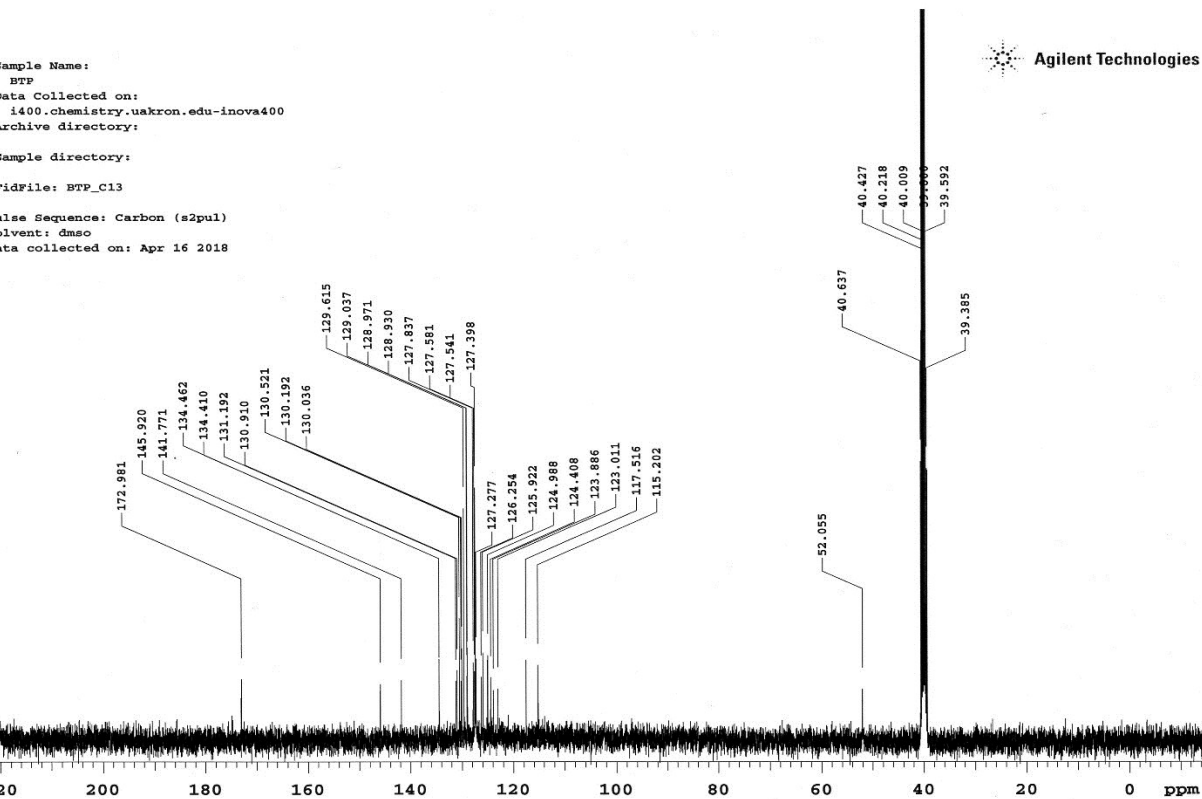 ample Name:
BTP
ata Collected on:
i400.chemistry.uakron.edu-inova400
rchive directory:
ample directory:
idFile: BTP_C13
lse Sequence: Carbon (s2pul)
lvent: dmso
ta collected on: Apr 16 2018
Agilent Technologies
172.981
145.920
141.771
134.462
134.410
131.192
130.910
130.521
130.192
130.036
129.615
129.037
128.971
128.930
127.837
127.581
127.541
127.398
127.277
126.254
125.922
124.988
124.408
123.886
123.011
117.516
115.202
52.055
40.637
40.427
40.218
40.009
39.592
39.385
20 200 180 160 140 120 100 80 60 40 20 0 ppm